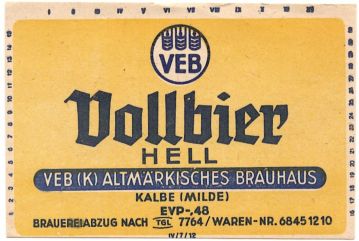 VEB
Vollbier
HELL
VEB (K) ALTMÄRKISCHES BRAUHAUS
KALBE (MILDE)
EVP-,48
BRAUEREIABZUG NACH TGL 7764/WAREN-NR. 68451210
IV/7/12